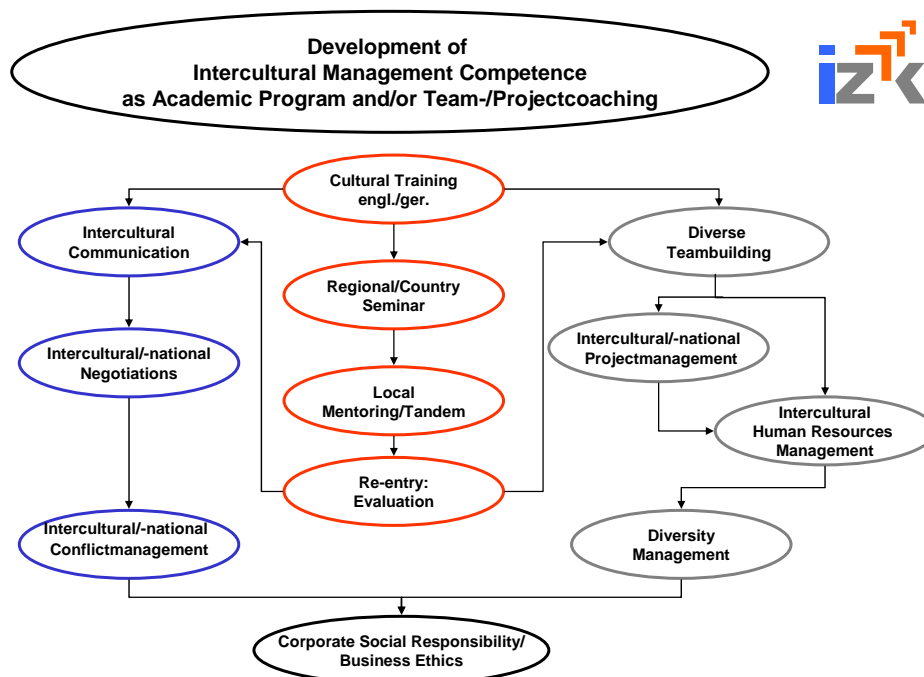 Development of
Intercultural Management Competence
as Academic Program and/or Team-/Projectcoaching
izk
Cultural Training
engl./ger.
Intercultural
Communication
Diverse
Teambuilding
Regional/Country
Seminar
Intercultural/-national
Negotiations
Intercultural/-national
Projectmanagement
Local
Mentoring/Tandem
Intercultural
Human Resources
Management
Re-entry:
Evaluation
Intercultural/-national
Conflictmanagement
Diversity
Management
Corporate Social Responsibility/
Business Ethics